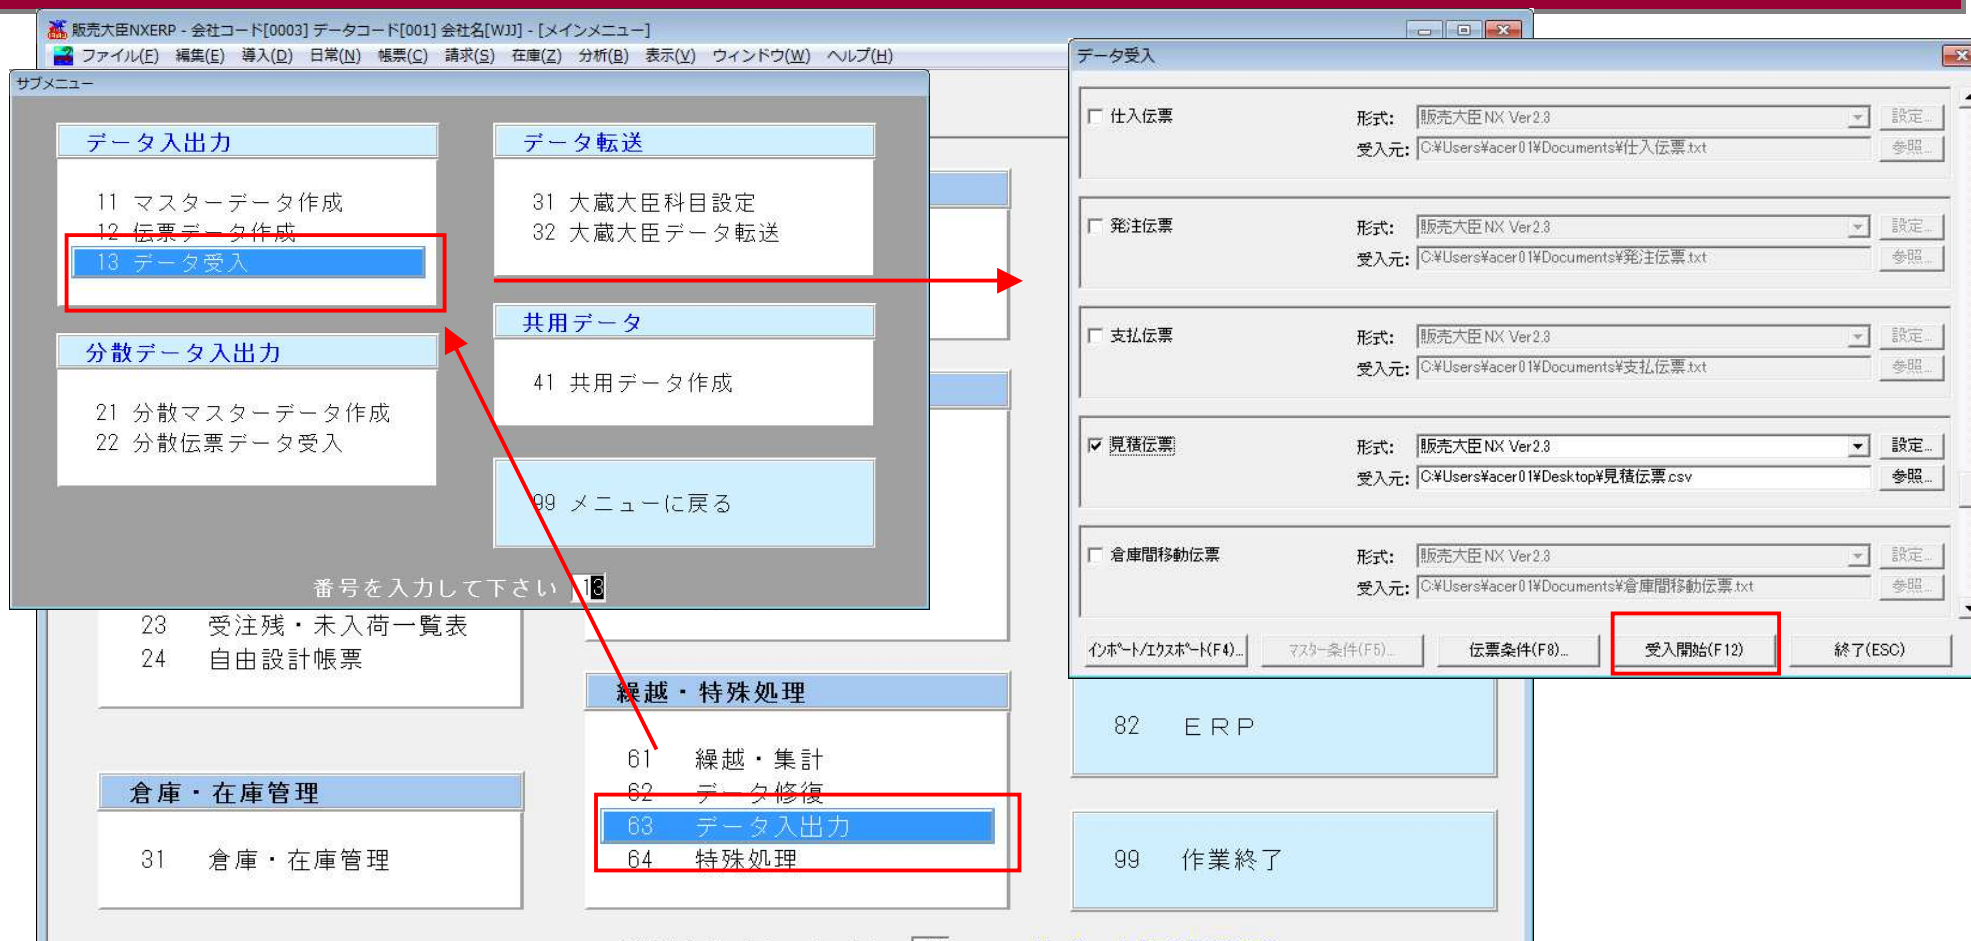 販売大臣NXERP - 会社コード[0003] データコード[001] 会社名[WJJ] - [メインメニュー]
ファイル(F) 編集(E) 導入(D) 日常(N) 帳票(C) 請求(S) 在庫(Z) 分析(B) 表示(V) ウィンドウ(W) ヘルプ(H)
サブメニュー
データ入出力
11 マスターデータ作成
12 伝票データ作成
13 データ受入
分散データ入出力
21 分散マスターデータ作成
22 分散伝票データ受入
データ転送
31 大蔵大臣科目設定
32 大蔵大臣データ転送
共用データ
41 共用データ作成
99 メニューに戻る
番号を入力して下さい 13
23 受注残・未入荷一覧表
24 自由設計帳票
倉庫・在庫管理
31 倉庫・在庫管理
繰越・特殊処理
61 繰越・集計
62 データ修復
63 データ入出力
64 特殊処理
82 ERP
99 作業終了
データ受入
仕入伝票 形式: 販売大臣NX Ver2.3 設定...
受入元: C:¥Users¥acer01¥Documents¥仕入伝票.txt 参照...
発注伝票 形式: 販売大臣NX Ver2.3 設定...
受入元: C:¥Users¥acer01¥Documents¥発注伝票.txt 参照...
支払伝票 形式: 販売大臣NX Ver2.3 設定...
受入元: C:¥Users¥acer01¥Documents¥支払伝票.txt 参照...
見積伝票 形式: 販売大臣NX Ver2.3 設定...
受入元: C:¥Users¥acer01¥Desktop¥見積伝票.csv 参照...
倉庫間移動伝票 形式: 販売大臣NX Ver2.3 設定...
受入元: C:¥Users¥acer01¥Documents¥倉庫間移動伝票.txt 参照...
ｲﾝﾎﾟｰﾄ/ｴｸｽﾎﾟｰﾄ(F4)... ﾏｽﾀｰ条件(F5)... 伝票条件(F8)... 受入開始(F12) 終了(ESC)